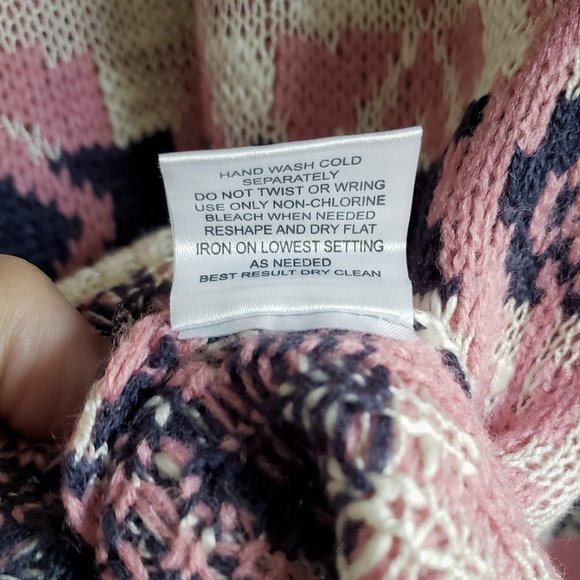 HAND WASH COLD
SEPARATELY
DO NOT TWIST OR WRING
USE ONLY NON-CHLORINE
BLEACH WHEN NEEDED
RESHAPE AND DRY FLAT
IRON ON LOWEST SETTING
AS NEEDED
BEST RESULT DRY CLEAN